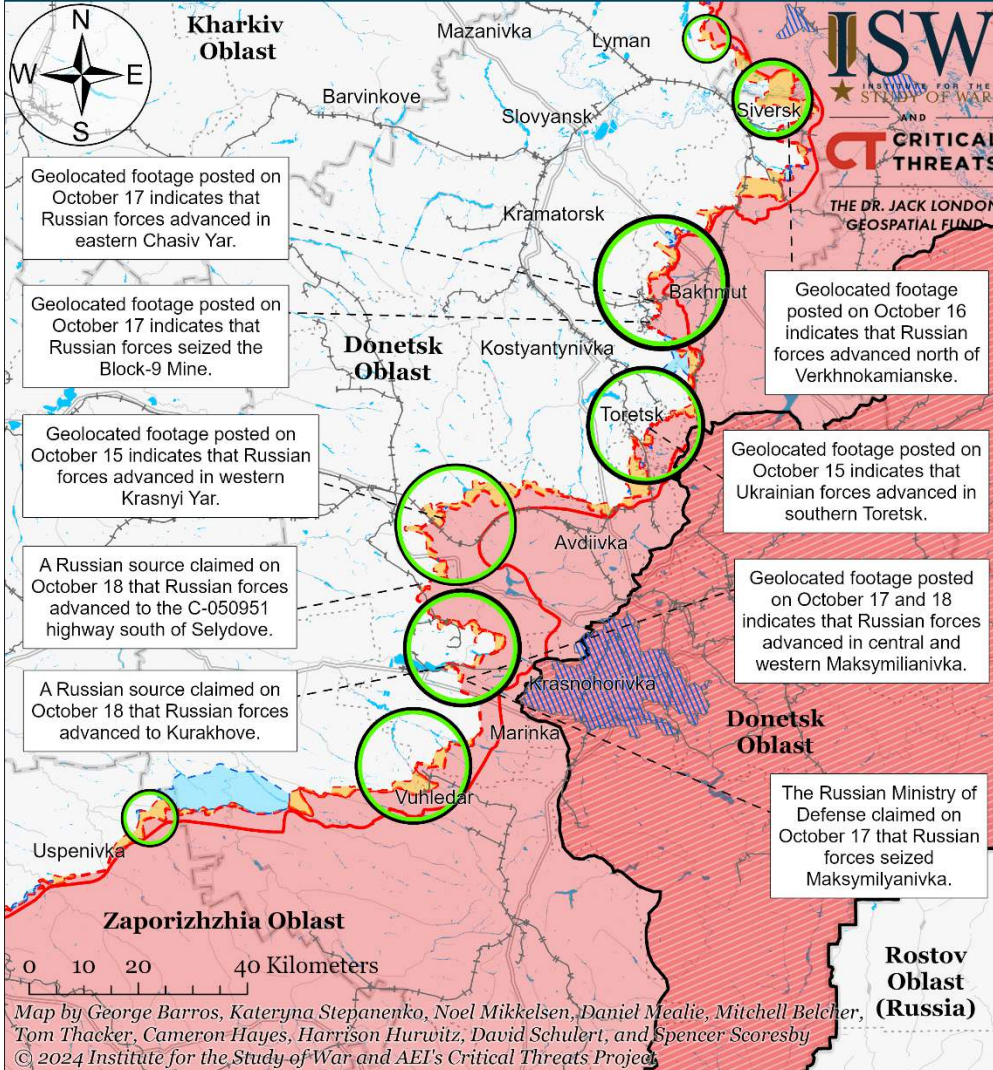 Kharkiv
Oblast
Mazanivka
Lyman
N
W
E
S
ISW
INSTITUTE FOR THE
STUDY OF WAR
AND
CT CRITICAL
THREATS
THE DR. JACK LONDON
GEOSPATIAL FUND
Barvinkove
Slovyansk
Siversk
Geolocated footage posted on
October 17 indicates that
Russian forces advanced in
eastern Chasiv Yar.
Kramatorsk
Bakhmut
Geolocated footage
posted on October 16
indicates that Russian
forces advanced north of
Verkhnokamianske.
Geolocated footage posted on
October 17 indicates that
Russian forces seized the
Block-9 Mine.
Donetsk
Oblast
Kostyantynivka
Toretsk
Geolocated footage posted on
October 15 indicates that Russian
forces advanced in western
Krasnyi Yar.
Geolocated footage posted on
October 15 indicates that
Ukrainian forces advanced in
southern Toretsk.
Avdiivka
A Russian source claimed on
October 18 that Russian forces
advanced to the C-050951
highway south of Selydove.
Geolocated footage posted
on October 17 and 18
indicates that Russian forces
advanced in central and
western Maksymilianivka.
A Russian source claimed on
October 18 that Russian forces
advanced to Kurakhove.
Krasnohorivka
Donetsk
Oblast
Marinka
Vuhledar
The Russian Ministry of
Defense claimed on
October 17 that Russian
forces seized
Maksymilyanivka.
Uspenivka
Zaporizhzhia Oblast
Rostov
Oblast
(Russia)
0 10 20 40 Kilometers
Map by George Barros, Kateryna Stepanenko, Noel Mikkelsen, Daniel Mealie, Mitchell Belcher,
Tom Thacker, Cameron Hayes, Harrison Hurwitz, David Schulert, and Spencer Scoresby
© 2024 Institute for the Study of War and AEI's Critical Threats Project